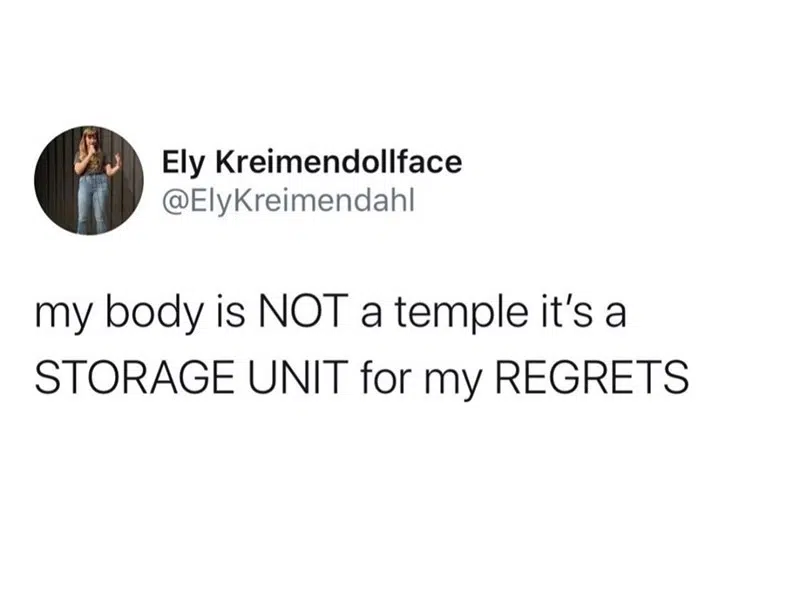 Ely Kreimendollface
@ElyKreimendahl
my body is NOT a temple it’s a
STORAGE UNIT for my REGRETS